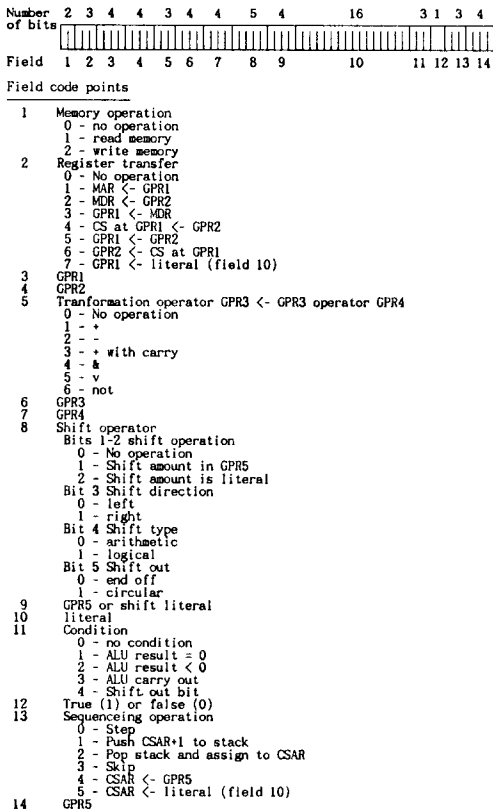 Number 2 3 4 4 3 4 4 5 4 16 3 1 3 4
of bits
Field 1 2 3 4 5 6 7 8 9 10 11 12 13 14
Field code points
1 Memory operation
0 - no operation
1 - read memory
2 - write memory
2 Register transfer
0 - No operation
1 - MAR <- GPR1
2 - MDR <- GPR2
3 - GPR1 <- MDR
4 - CS at GPR1 <- GPR2
5 - GPR1 <- GPR2
6 - GPR2 <- CS at GPR1
7 - GPR1 <- literal (field 10)
3 GPR1
4 GPR2
5 Tranformation operator GPR3 <- GPR3 operator GPR4
0 - No operation
1 - +
2 - -
3 - + with carry
4 - &
5 - v
6 - not
6 GPR3
7 GPR4
8 Shift operator
Bits 1-2 shift operation
0 - No operation
1 - Shift amount in GPR5
2 - Shift amount is literal
Bit 3 Shift direction
0 - left
1 - right
Bit 4 Shift type
0 - arithmetic
1 - logical
Bit 5 Shift out
0 - end off
1 - circular
9 GPR5 or shift literal
10 literal
11 Condition
0 - no condition
1 - ALU result = 0
2 - ALU result < 0
3 - ALU carry out
4 - Shift out bit
12 True (1) or false (0)
13 Sequenceing operation
0 - Step
1 - Push CSAR+1 to stack
2 - Pop stack and assign to CSAR
3 - Skip
4 - CSAR <- GPR5
5 - CSAR <- literal (field 10)
14 GPR5